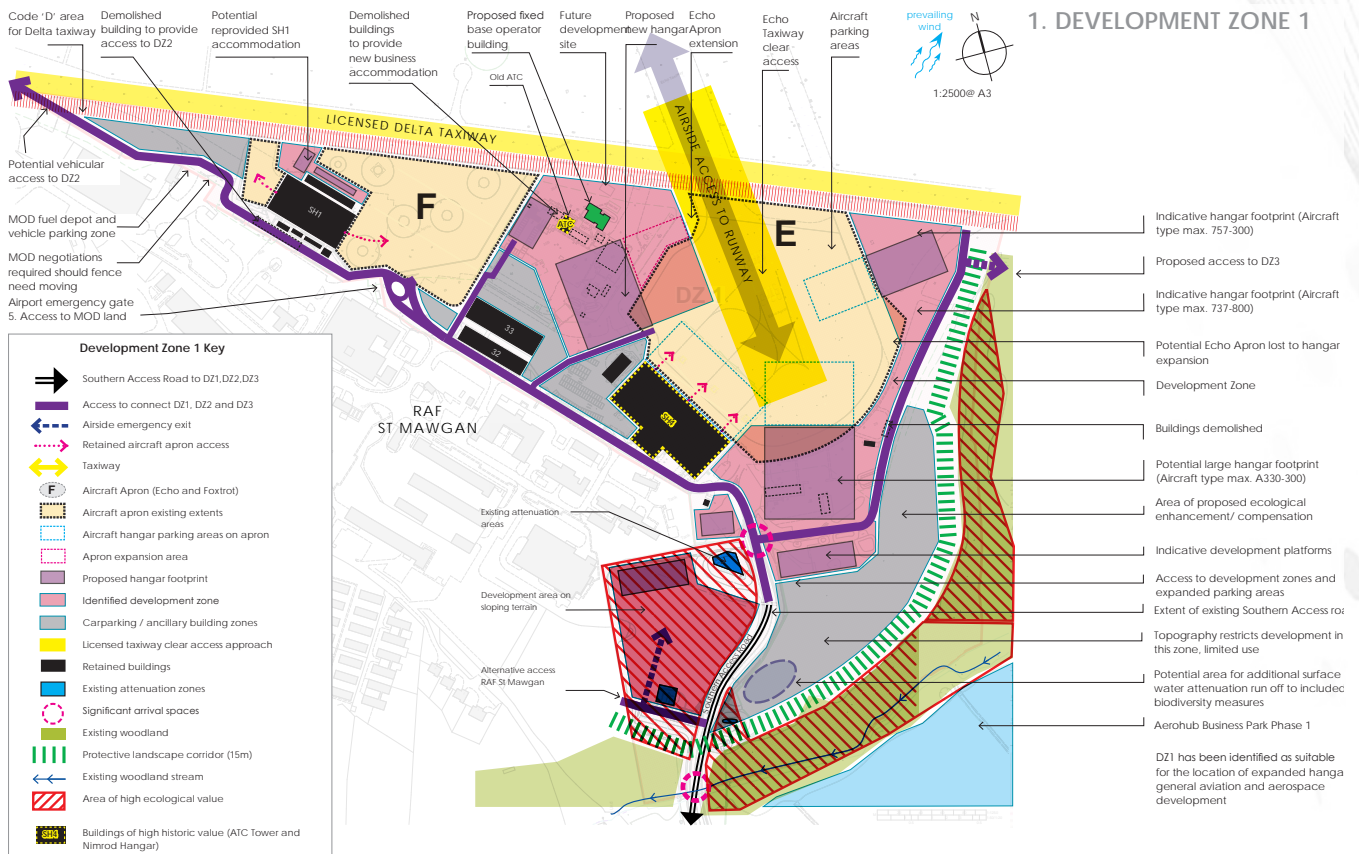 1. DEVELOPMENT ZONE 1
Code 'D' area
for Delta taxiway
Demolished
building to provide
access to DZ2
Potential
reprovided SH1
accommodation
Demolished
buildings
to provide
new business
accommodation
Proposed fixed
base operator
building
Old ATC
Future
development
site
Proposed
new hangar
Echo
Apron
extension
Echo
Taxiway
clear
access
Aircraft
parking
areas
prevailing
wind
N
1:2500@ A3
LICENSED DELTA TAXIWAY
AIRSIDE ACCESS TO RUNWAY
Potential vehicular
access to DZ2
MOD fuel depot and
vehicle parking zone
MOD negotiations
required should fence
need moving
Airport emergency gate
5. Access to MOD land
SH1
F
ATC
E
DZ 1
33
32
SH4
RAF
ST MAWGAN
Existing attenuation
areas
Development area on
sloping terrain
Alternative access
RAF St Mawgan
Southern Access Road
Indicative hangar footprint (Aircraft
type max. 757-300)
Proposed access to DZ3
Indicative hangar footprint (Aircraft
type max. 737-800)
Potential Echo Apron lost to hangar
expansion
Development Zone
Buildings demolished
Potential large hangar footprint
(Aircraft type max. A330-300)
Area of proposed ecological
enhancement/ compensation
Indicative development platforms
Access to development zones and
expanded parking areas
Extent of existing Southern Access roa
Topography restricts development in
this zone, limited use
Potential area for additional surface
water attenuation run off to included
biodiversity measures
Aerohub Business Park Phase 1
DZ1 has been identified as suitable
for the location of expanded hanga
general aviation and aerospace
development
Development Zone 1 Key
Southern Access Road to DZ1,DZ2,DZ3
Access to connect DZ1, DZ2 and DZ3
Airside emergency exit
Retained aircraft apron access
Taxiway
F
Aircraft Apron (Echo and Foxtrot)
Aircraft apron existing extents
Aircraft hangar parking areas on apron
Apron expansion area
Proposed hangar footprint
Identified development zone
Carparking / ancillary building zones
Licensed taxiway clear access approach
Retained buildings
Existing attenuation zones
Significant arrival spaces
Existing woodland
Protective landscape corridor (15m)
Existing woodland stream
Area of high ecological value
SH4
Buildings of high historic value (ATC Tower and
Nimrod Hangar)